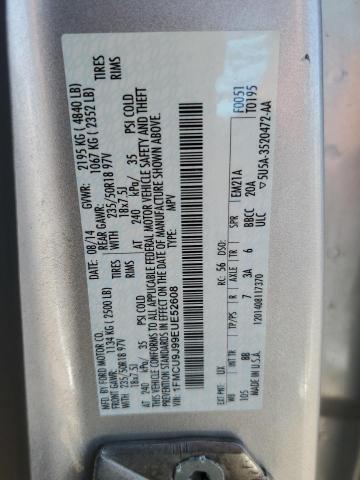 MFD. BY FORD MOTOR CO.
DATE: 08/14 GVWR: 2195 KG (4840 LB)
FRONT GAWR: 1134 KG (2500 LB) REAR GAWR: 1067 KG (2352 LB)
WITH 235/50R18 97V TIRES WITH 235/50R18 97V TIRES
18x7.5J RIMS 18x7.5J RIMS
AT 240 kPa/ 35 PSI COLD AT 240 kPa/ 35 PSI COLD
THIS VEHICLE CONFORMS TO ALL APPLICABLE FEDERAL MOTOR VEHICLE SAFETY AND THEFT
PREVENTION STANDARDS IN EFFECT ON THE DATE OF MANUFACTURE SHOWN ABOVE.
VIN: 1FMCU9J99EUE52608
TYPE: MPV
F0051
T0195
EXT PNT: UX RC: 56 DSO:
WB INT TR TP/PS R AXLE TR SPR EM21A
105 BB 7 3A 6 BBCC 20A
1201408117370 ULC 5U5A-3520472-AA
MADE IN U.S.A.